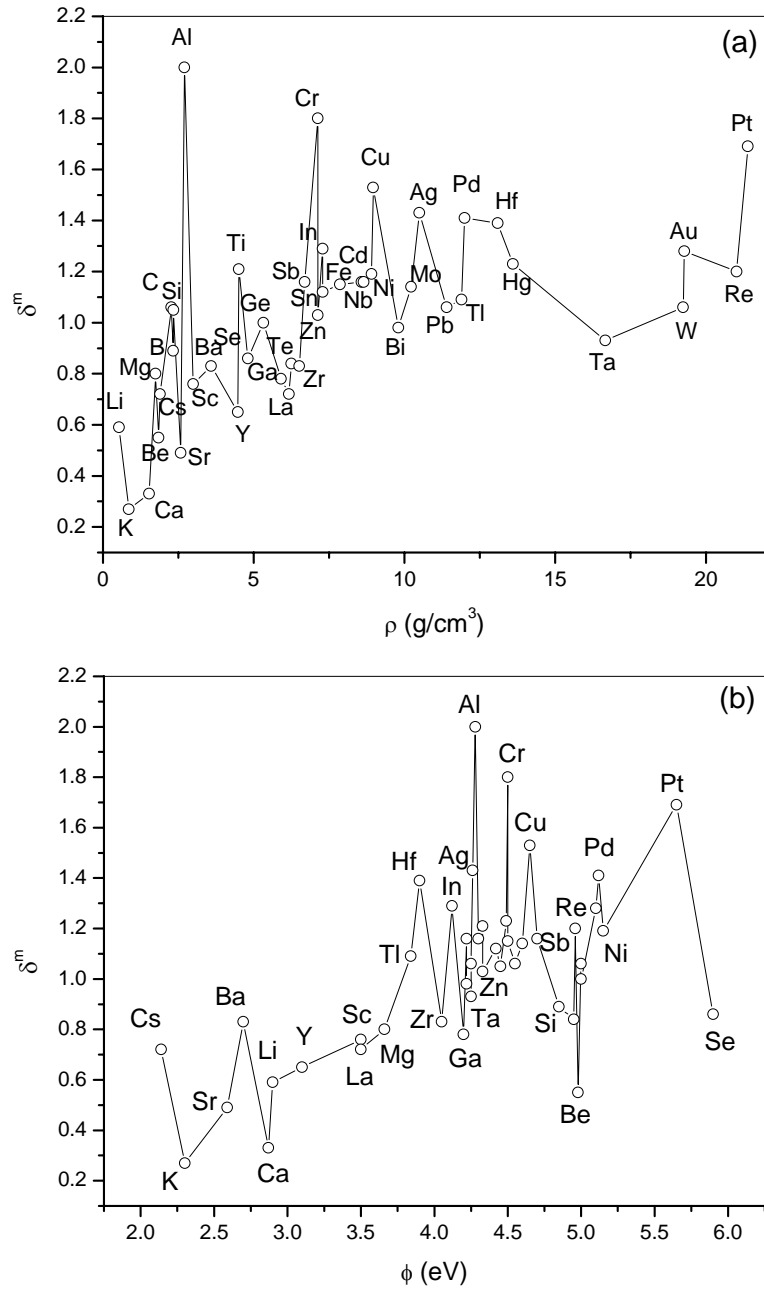 (a)
2.2
2.0
1.8
1.6
1.4
1.2
1.0
0.8
0.6
0.4
0.2
δᵐ
Al
Cr
Pt
Cu
Ag
Pd
Hf
Ti
In
Au
C
Si
Sb
Fe
Cd
Ni
Mo
Hg
Re
Ge
Sn
Nb
Zn
Pb
Tl
W
Mg
B
Ba
Se
Te
Bi
Ta
Li
Cs
Sc
Ga
Zr
La
Be
Sr
Y
K
Ca
0
5
10
15
20
ρ (g/cm³)
(b)
2.2
2.0
1.8
1.6
1.4
1.2
1.0
0.8
0.6
0.4
0.2
δᵐ
Al
Cr
Pt
Cu
Hf
Ag
Pd
In
Re
Tl
Sb
Ni
Cs
Ba
Zn
Sc
Zr
Ta
Si
Se
Li
Y
Mg
Ga
La
Sr
Be
K
Ca
2.0
2.5
3.0
3.5
4.0
4.5
5.0
5.5
6.0
ϕ (eV)